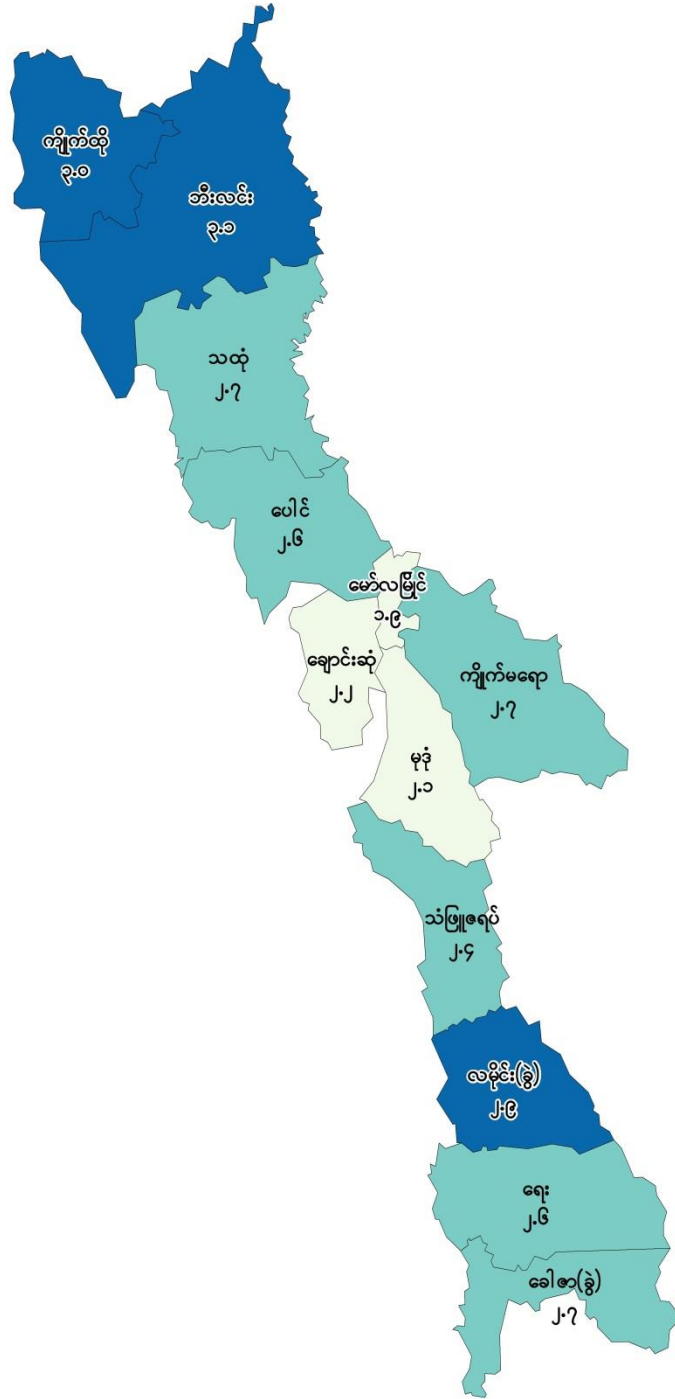 ကျိုက်ထို
၃.၀
ဘီးလင်း
၃.၁
သထုံ
၂.၇
ပေါင်
၂.၆
မော်လမြိုင်
၁.၉
ချောင်းဆုံ
၂.၂
ကျိုက်မရော
၂.၇
မုဒုံ
၂.၁
သံဖြူဇရပ်
၂.၄
လမိုင်း(ခွဲ)
၂.၉
ရေး
၂.၆
ခေါဇာ(ခွဲ)
၂.၇